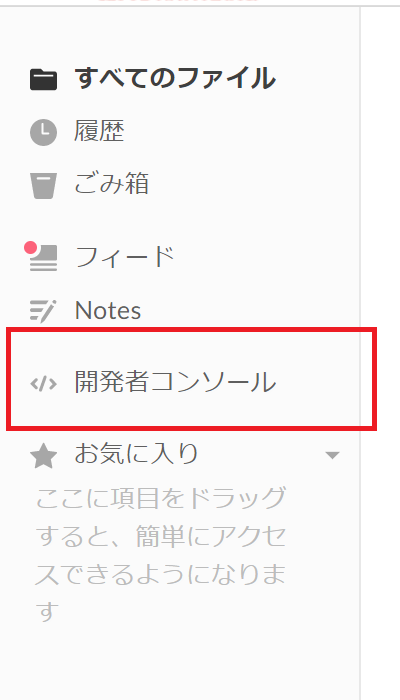 すべてのファイル
履歴
ごみ箱
フィード
Notes
開発者コンソール
お気に入り
ここに項目をドラッグ
すると、簡単にアクセ
スできるようになりま
す